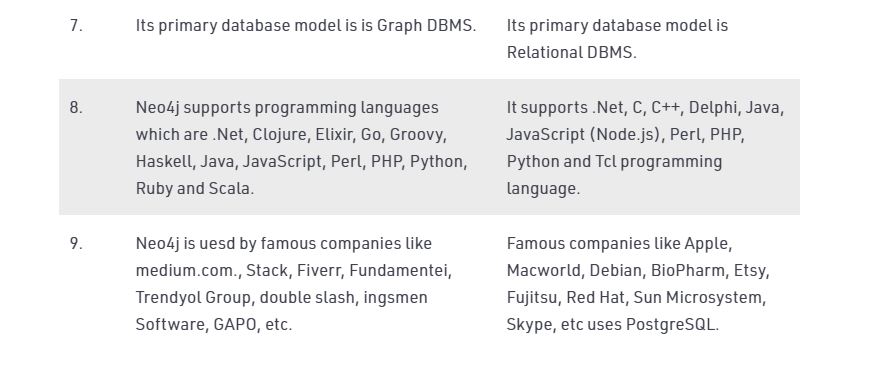 7.
Its primary database model is is Graph DBMS.
Its primary database model is
Relational DBMS.
8.
Neo4j supports programming languages
which are .Net, Clojure, Elixir, Go, Groovy,
Haskell, Java, JavaScript, Perl, PHP, Python,
Ruby and Scala.
It supports .Net, C, C++, Delphi, Java,
JavaScript (Node.js), Perl, PHP,
Python and Tcl programming
language.
9.
Neo4j is uesd by famous companies like
medium.com., Stack, Fiverr, Fundamentei,
Trendyol Group, double slash, ingsmen
Software, GAPO, etc.
Famous companies like Apple,
Macworld, Debian, BioPharm, Etsy,
Fujitsu, Red Hat, Sun Microsystem,
Skype, etc uses PostgreSQL.